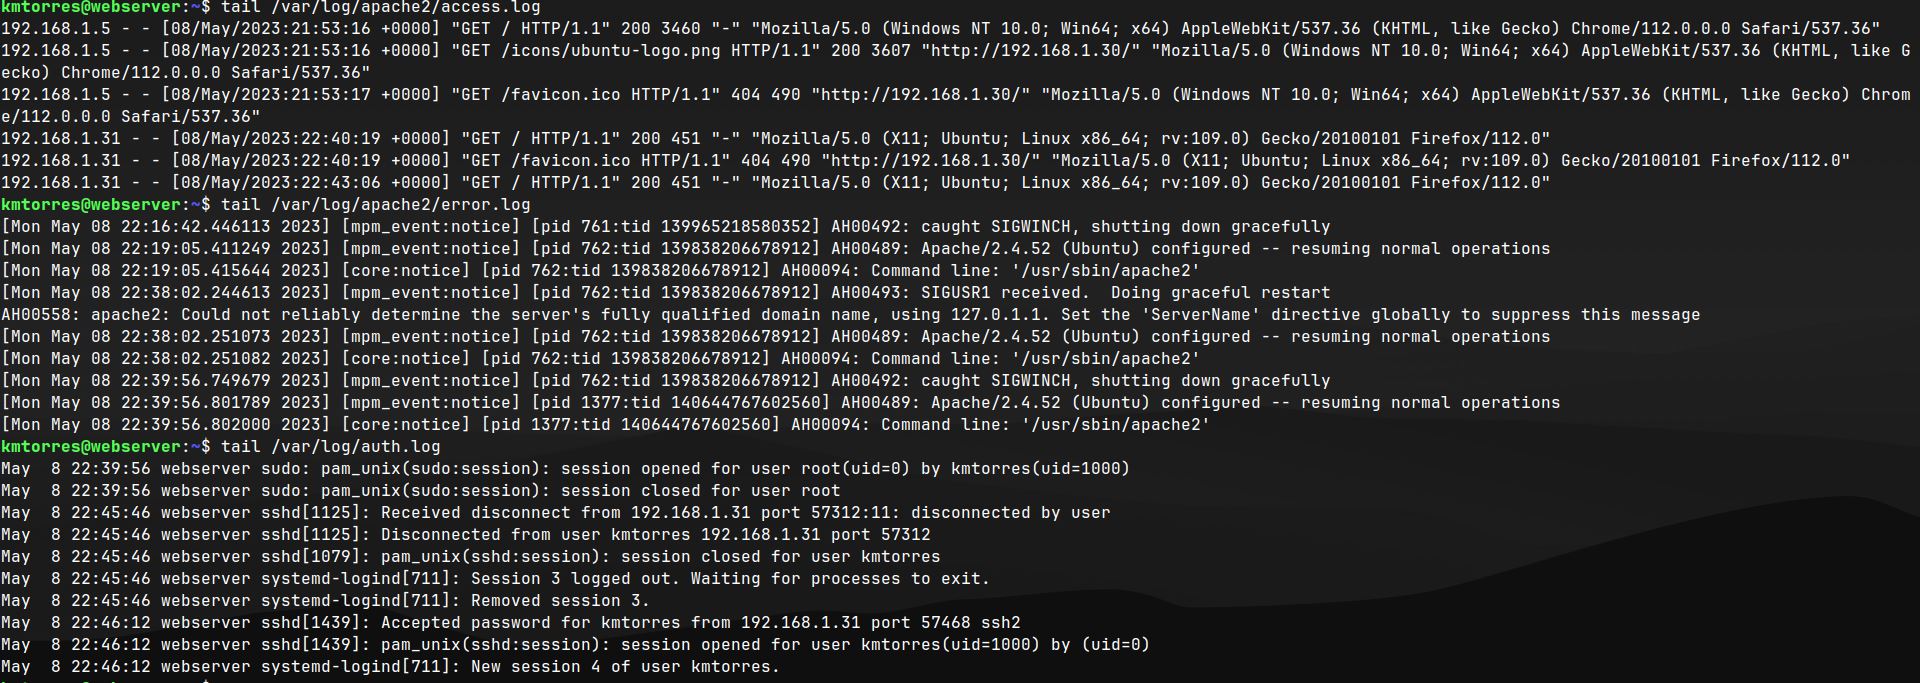 kmtorres@webserver:~$ tail /var/log/apache2/access.log
192.168.1.5 - - [08/May/2023:21:53:16 +0000] "GET / HTTP/1.1" 200 3460 "-" "Mozilla/5.0 (Windows NT 10.0; Win64; x64) AppleWebKit/537.36 (KHTML, like Gecko) Chrome/112.0.0.0 Safari/537.36"
192.168.1.5 - - [08/May/2023:21:53:16 +0000] "GET /icons/ubuntu-logo.png HTTP/1.1" 200 3607 "http://192.168.1.30/" "Mozilla/5.0 (Windows NT 10.0; Win64; x64) AppleWebKit/537.36 (KHTML, like G
ecko) Chrome/112.0.0.0 Safari/537.36"
192.168.1.5 - - [08/May/2023:21:53:17 +0000] "GET /favicon.ico HTTP/1.1" 404 490 "http://192.168.1.30/" "Mozilla/5.0 (Windows NT 10.0; Win64; x64) AppleWebKit/537.36 (KHTML, like Gecko) Chrom
e/112.0.0.0 Safari/537.36"
192.168.1.31 - - [08/May/2023:22:40:19 +0000] "GET / HTTP/1.1" 200 451 "-" "Mozilla/5.0 (X11; Ubuntu; Linux x86_64; rv:109.0) Gecko/20100101 Firefox/112.0"
192.168.1.31 - - [08/May/2023:22:40:19 +0000] "GET /favicon.ico HTTP/1.1" 404 490 "http://192.168.1.30/" "Mozilla/5.0 (X11; Ubuntu; Linux x86_64; rv:109.0) Gecko/20100101 Firefox/112.0"
192.168.1.31 - - [08/May/2023:22:43:06 +0000] "GET / HTTP/1.1" 200 451 "-" "Mozilla/5.0 (X11; Ubuntu; Linux x86_64; rv:109.0) Gecko/20100101 Firefox/112.0"
kmtorres@webserver:~$ tail /var/log/apache2/error.log
[Mon May 08 22:16:42.446113 2023] [mpm_event:notice] [pid 761:tid 139965218580352] AH00492: caught SIGWINCH, shutting down gracefully
[Mon May 08 22:19:05.411249 2023] [mpm_event:notice] [pid 762:tid 139838206678912] AH00489: Apache/2.4.52 (Ubuntu) configured -- resuming normal operations
[Mon May 08 22:19:05.415644 2023] [core:notice] [pid 762:tid 139838206678912] AH00094: Command line: '/usr/sbin/apache2'
[Mon May 08 22:38:02.244613 2023] [mpm_event:notice] [pid 762:tid 139838206678912] AH00493: SIGUSR1 received.  Doing graceful restart
AH00558: apache2: Could not reliably determine the server's fully qualified domain name, using 127.0.1.1. Set the 'ServerName' directive globally to suppress this message
[Mon May 08 22:38:02.251073 2023] [mpm_event:notice] [pid 762:tid 139838206678912] AH00489: Apache/2.4.52 (Ubuntu) configured -- resuming normal operations
[Mon May 08 22:38:02.251082 2023] [core:notice] [pid 762:tid 139838206678912] AH00094: Command line: '/usr/sbin/apache2'
[Mon May 08 22:39:56.749679 2023] [mpm_event:notice] [pid 762:tid 139838206678912] AH00492: caught SIGWINCH, shutting down gracefully
[Mon May 08 22:39:56.801789 2023] [mpm_event:notice] [pid 1377:tid 140644767602560] AH00489: Apache/2.4.52 (Ubuntu) configured -- resuming normal operations
[Mon May 08 22:39:56.802000 2023] [core:notice] [pid 1377:tid 140644767602560] AH00094: Command line: '/usr/sbin/apache2'
kmtorres@webserver:~$ tail /var/log/auth.log
May  8 22:39:56 webserver sudo: pam_unix(sudo:session): session opened for user root(uid=0) by kmtorres(uid=1000)
May  8 22:39:56 webserver sudo: pam_unix(sudo:session): session closed for user root
May  8 22:45:46 webserver sshd[1125]: Received disconnect from 192.168.1.31 port 57312:11: disconnected by user
May  8 22:45:46 webserver sshd[1125]: Disconnected from user kmtorres 192.168.1.31 port 57312
May  8 22:45:46 webserver sshd[1079]: pam_unix(sshd:session): session closed for user kmtorres
May  8 22:45:46 webserver systemd-logind[711]: Session 3 logged out. Waiting for processes to exit.
May  8 22:45:46 webserver systemd-logind[711]: Removed session 3.
May  8 22:46:12 webserver sshd[1439]: Accepted password for kmtorres from 192.168.1.31 port 57468 ssh2
May  8 22:46:12 webserver sshd[1439]: pam_unix(sshd:session): session opened for user kmtorres(uid=1000) by (uid=0)
May  8 22:46:12 webserver systemd-logind[711]: New session 4 of user kmtorres.